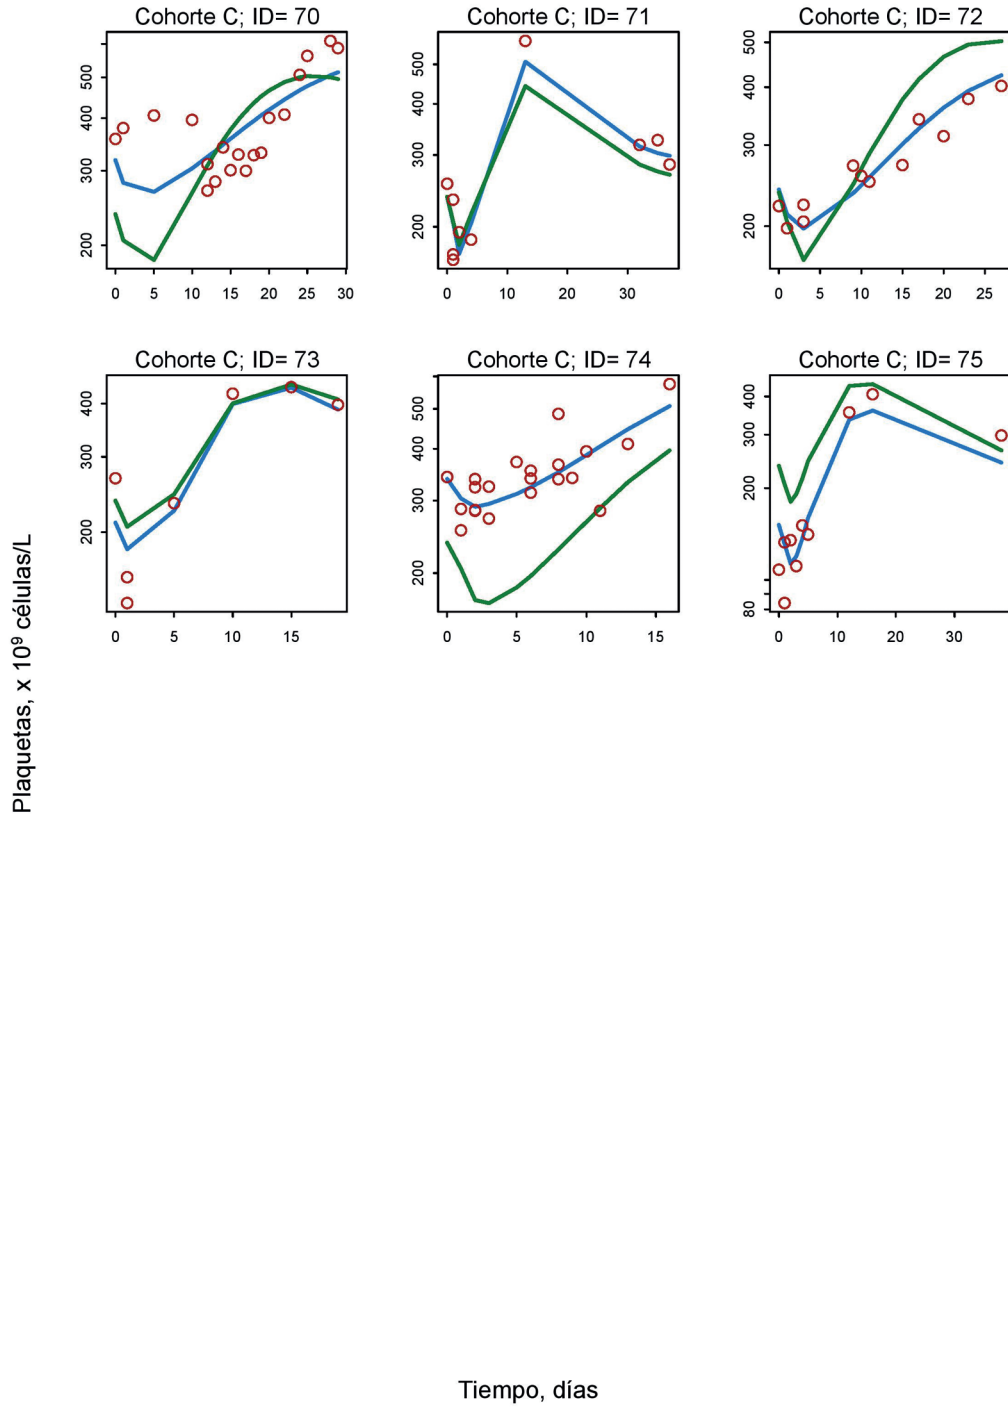 Cohorte C; ID= 70
Cohorte C; ID= 71
Cohorte C; ID= 72
200 300 400 500
0 5 10 15 20 25 30
200 300 400 500
0 10 20 30
200 300 400 500
0 5 10 15 20 25
Cohorte C; ID= 73
Cohorte C; ID= 74
Cohorte C; ID= 75
200 300 400
0 5 10 15
200 300 400 500
0 5 10 15
80 200 300 400
0 10 20 30
Plaquetas, x 10⁹ células/L
Tiempo, días